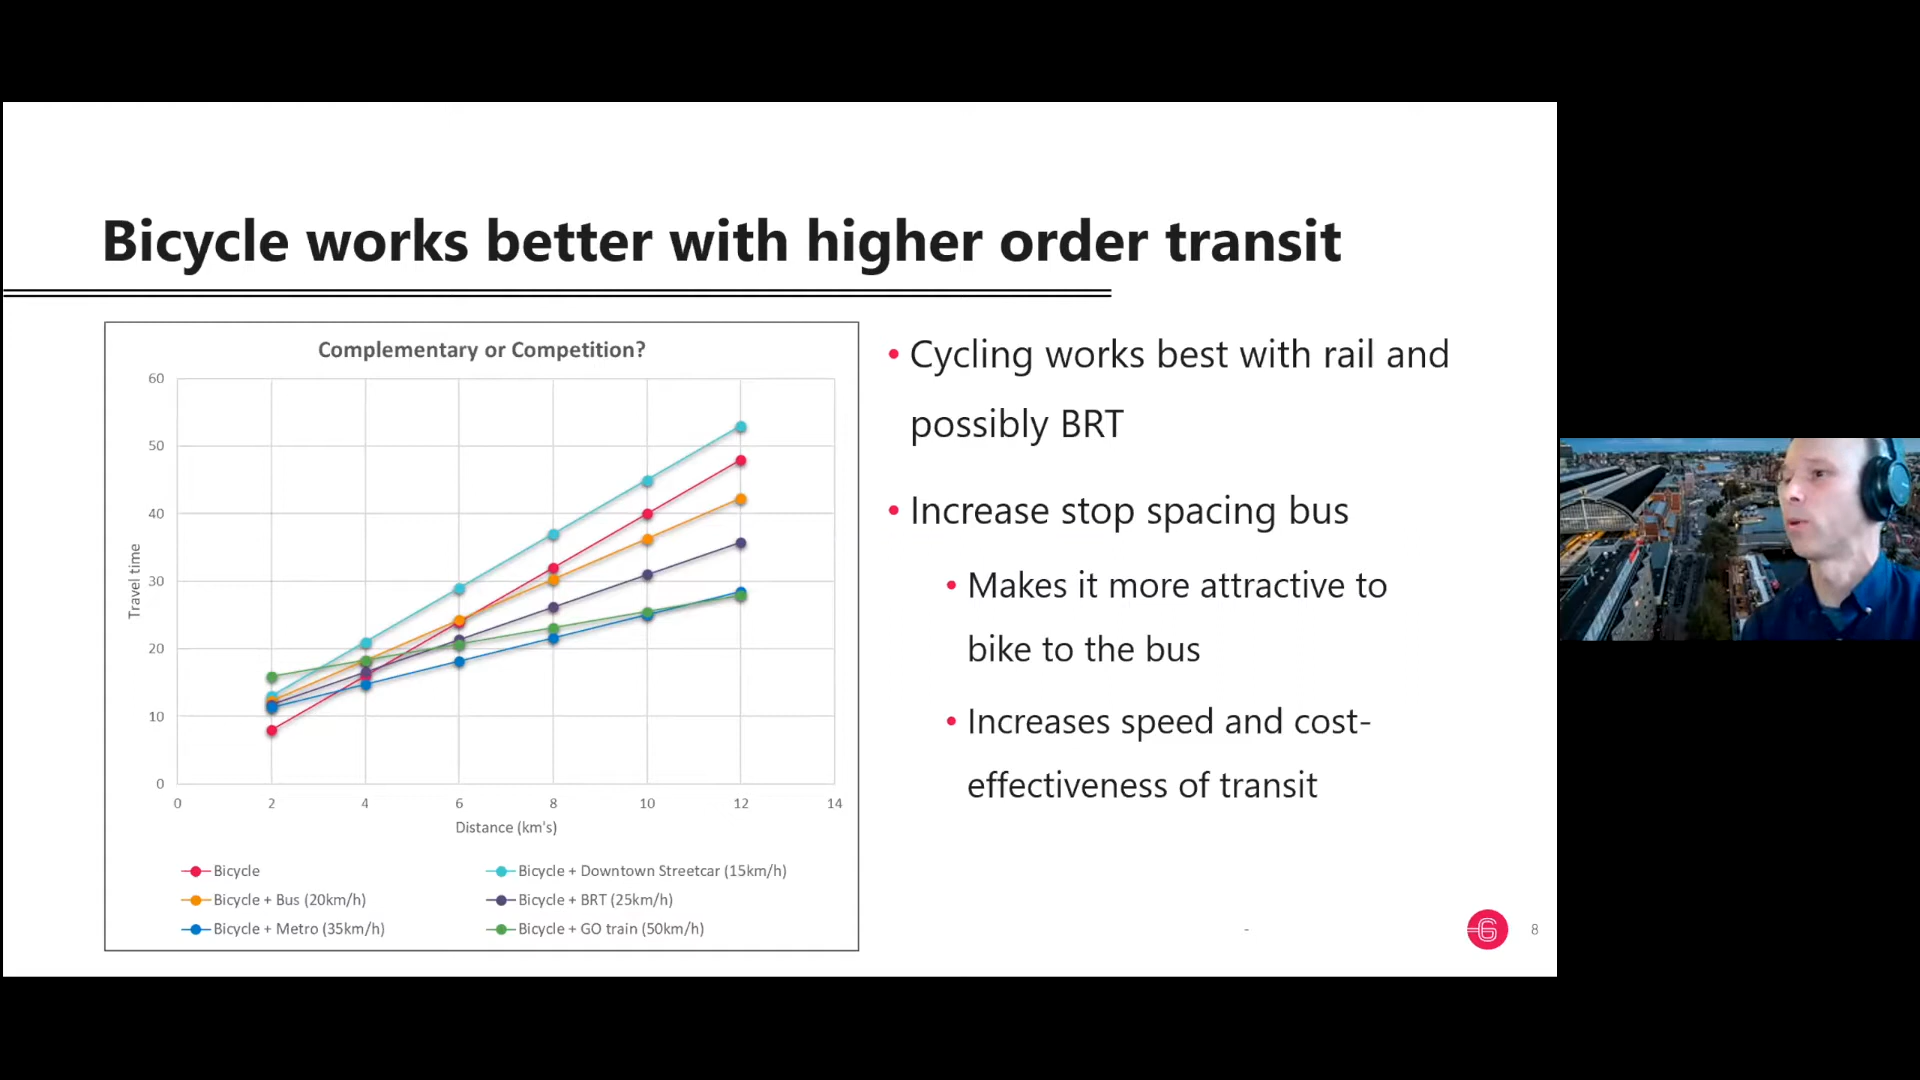 Bicycle works better with higher order transit
Complementary or Competition?
60
50
40
30
20
10
0
Travel time
0 2 4 6 8 10 12 14
Distance (km's)
Bicycle
Bicycle + Downtown Streetcar (15km/h)
Bicycle + Bus (20km/h)
Bicycle + BRT (25km/h)
Bicycle + Metro (35km/h)
Bicycle + GO train (50km/h)
• Cycling works best with rail and
possibly BRT
• Increase stop spacing bus
• Makes it more attractive to
bike to the bus
• Increases speed and cost-
effectiveness of transit
-
G
8